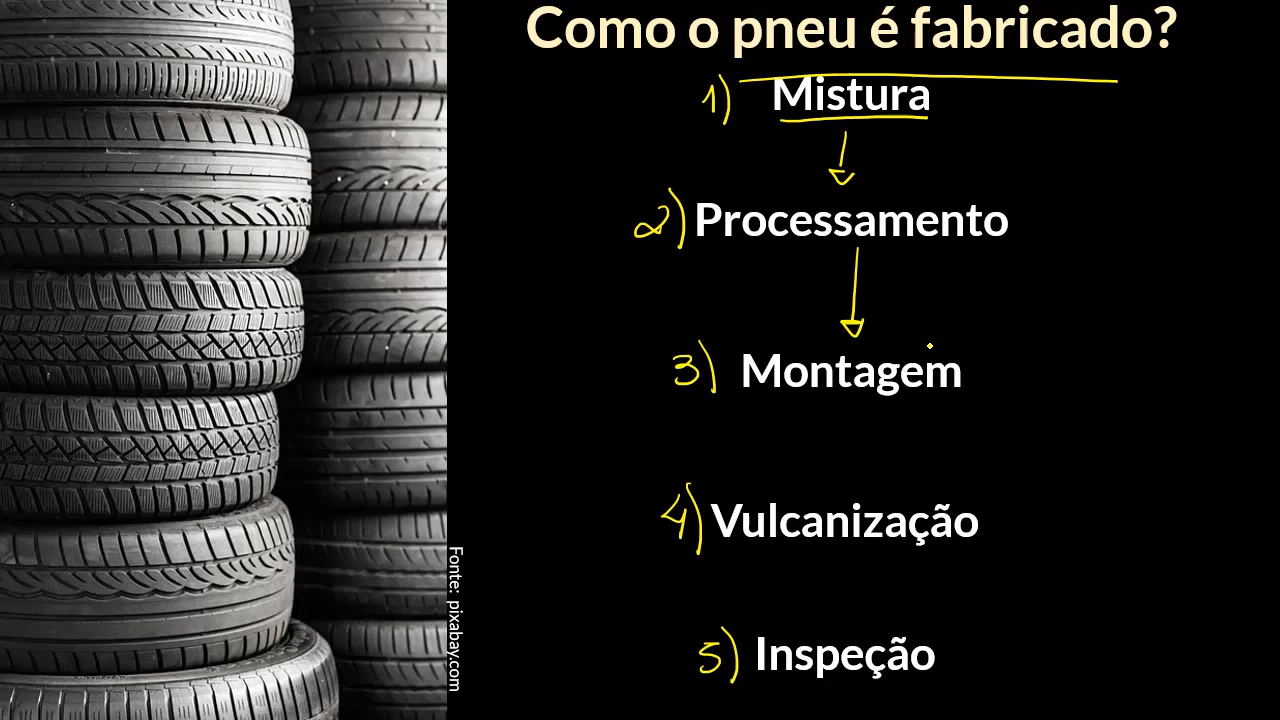 Como o pneu é fabricado?
1) Mistura
2) Processamento
3) Montagem
4) Vulcanização
5) Inspeção
Fonte: pixabay.com